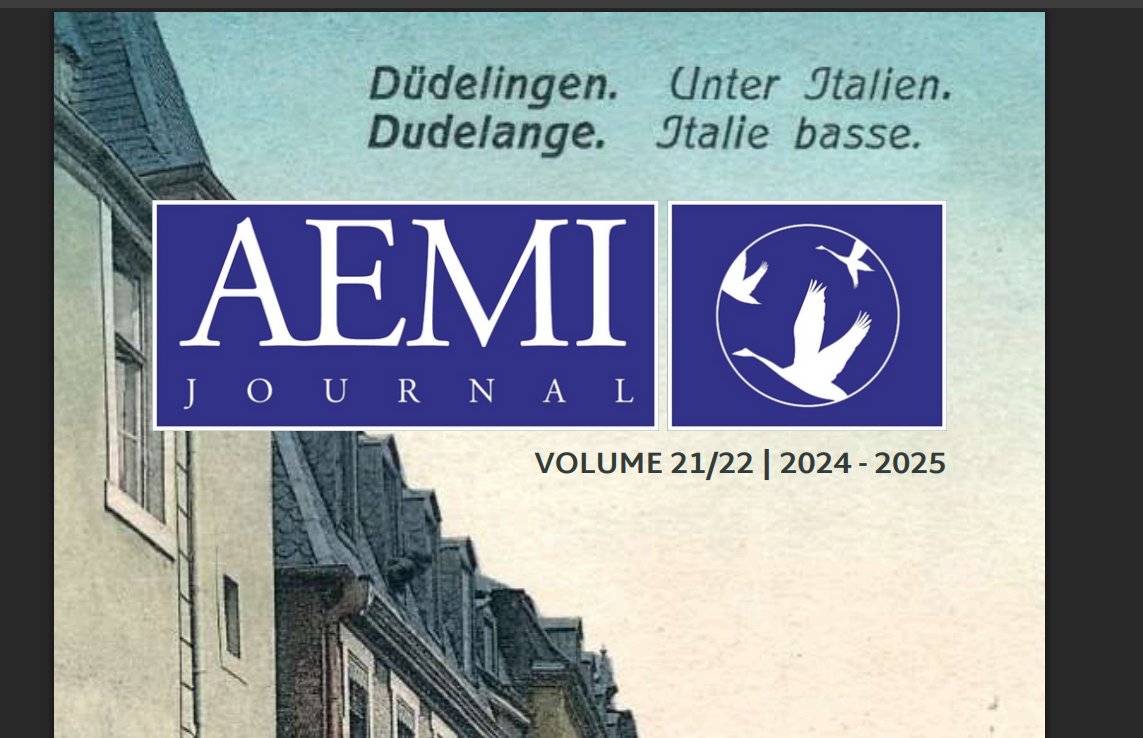 Düdelingen. Unter Italien.
Dudelange. Italie basse.
AEMI
JOURNAL
VOLUME 21/22 | 2024 - 2025